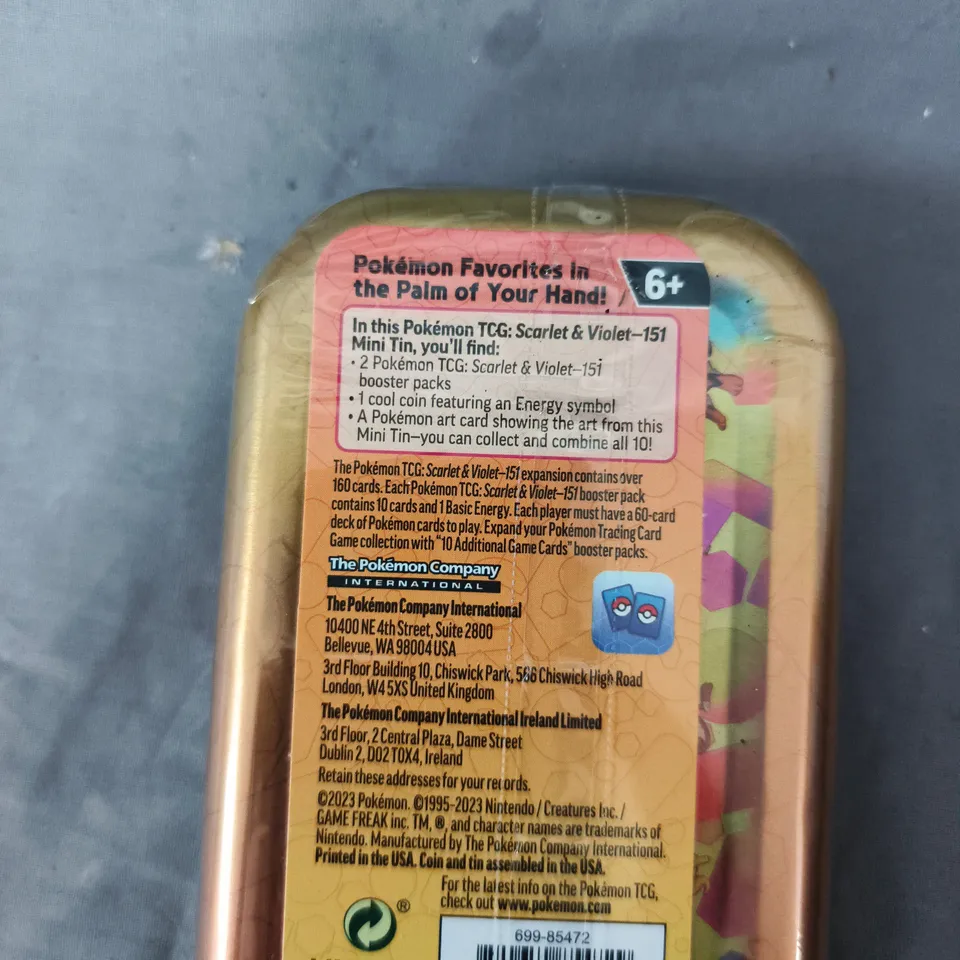 Pokémon Favorites in
the Palm of Your Hand!
6+
In this Pokémon TCG: Scarlet & Violet—151
Mini Tin, you'll find:
• 2 Pokémon TCG: Scarlet & Violet—151
booster packs
• 1 cool coin featuring an Energy symbol
• A Pokémon art card showing the art from this
Mini Tin—you can collect and combine all 10!
The Pokémon TCG: Scarlet & Violet—151 expansion contains over
160 cards. Each Pokémon TCG: Scarlet & Violet—151 booster pack
contains 10 cards and 1 Basic Energy. Each player must have a 60-card
deck of Pokémon cards to play. Expand your Pokémon Trading Card
Game collection with "10 Additional Game Cards" booster packs.
The Pokémon Company
INTERNATIONAL
The Pokémon Company International
10400 NE 4th Street, Suite 2800
Bellevue, WA 98004 USA
3rd Floor Building 10, Chiswick Park, 566 Chiswick High Road
London, W4 5XS United Kingdom
The Pokémon Company International Ireland Limited
3rd Floor, 2 Central Plaza, Dame Street
Dublin 2, D02 T0X4, Ireland
Retain these addresses for your records.
©2023 Pokémon. ©1995-2023 Nintendo / Creatures Inc. /
GAME FREAK inc. TM, ®, and character names are trademarks of
Nintendo. Manufactured by The Pokémon Company International.
Printed in the USA. Coin and tin assembled in the USA.
For the latest info on the Pokémon TCG,
check out www.pokemon.com
®
699-85472